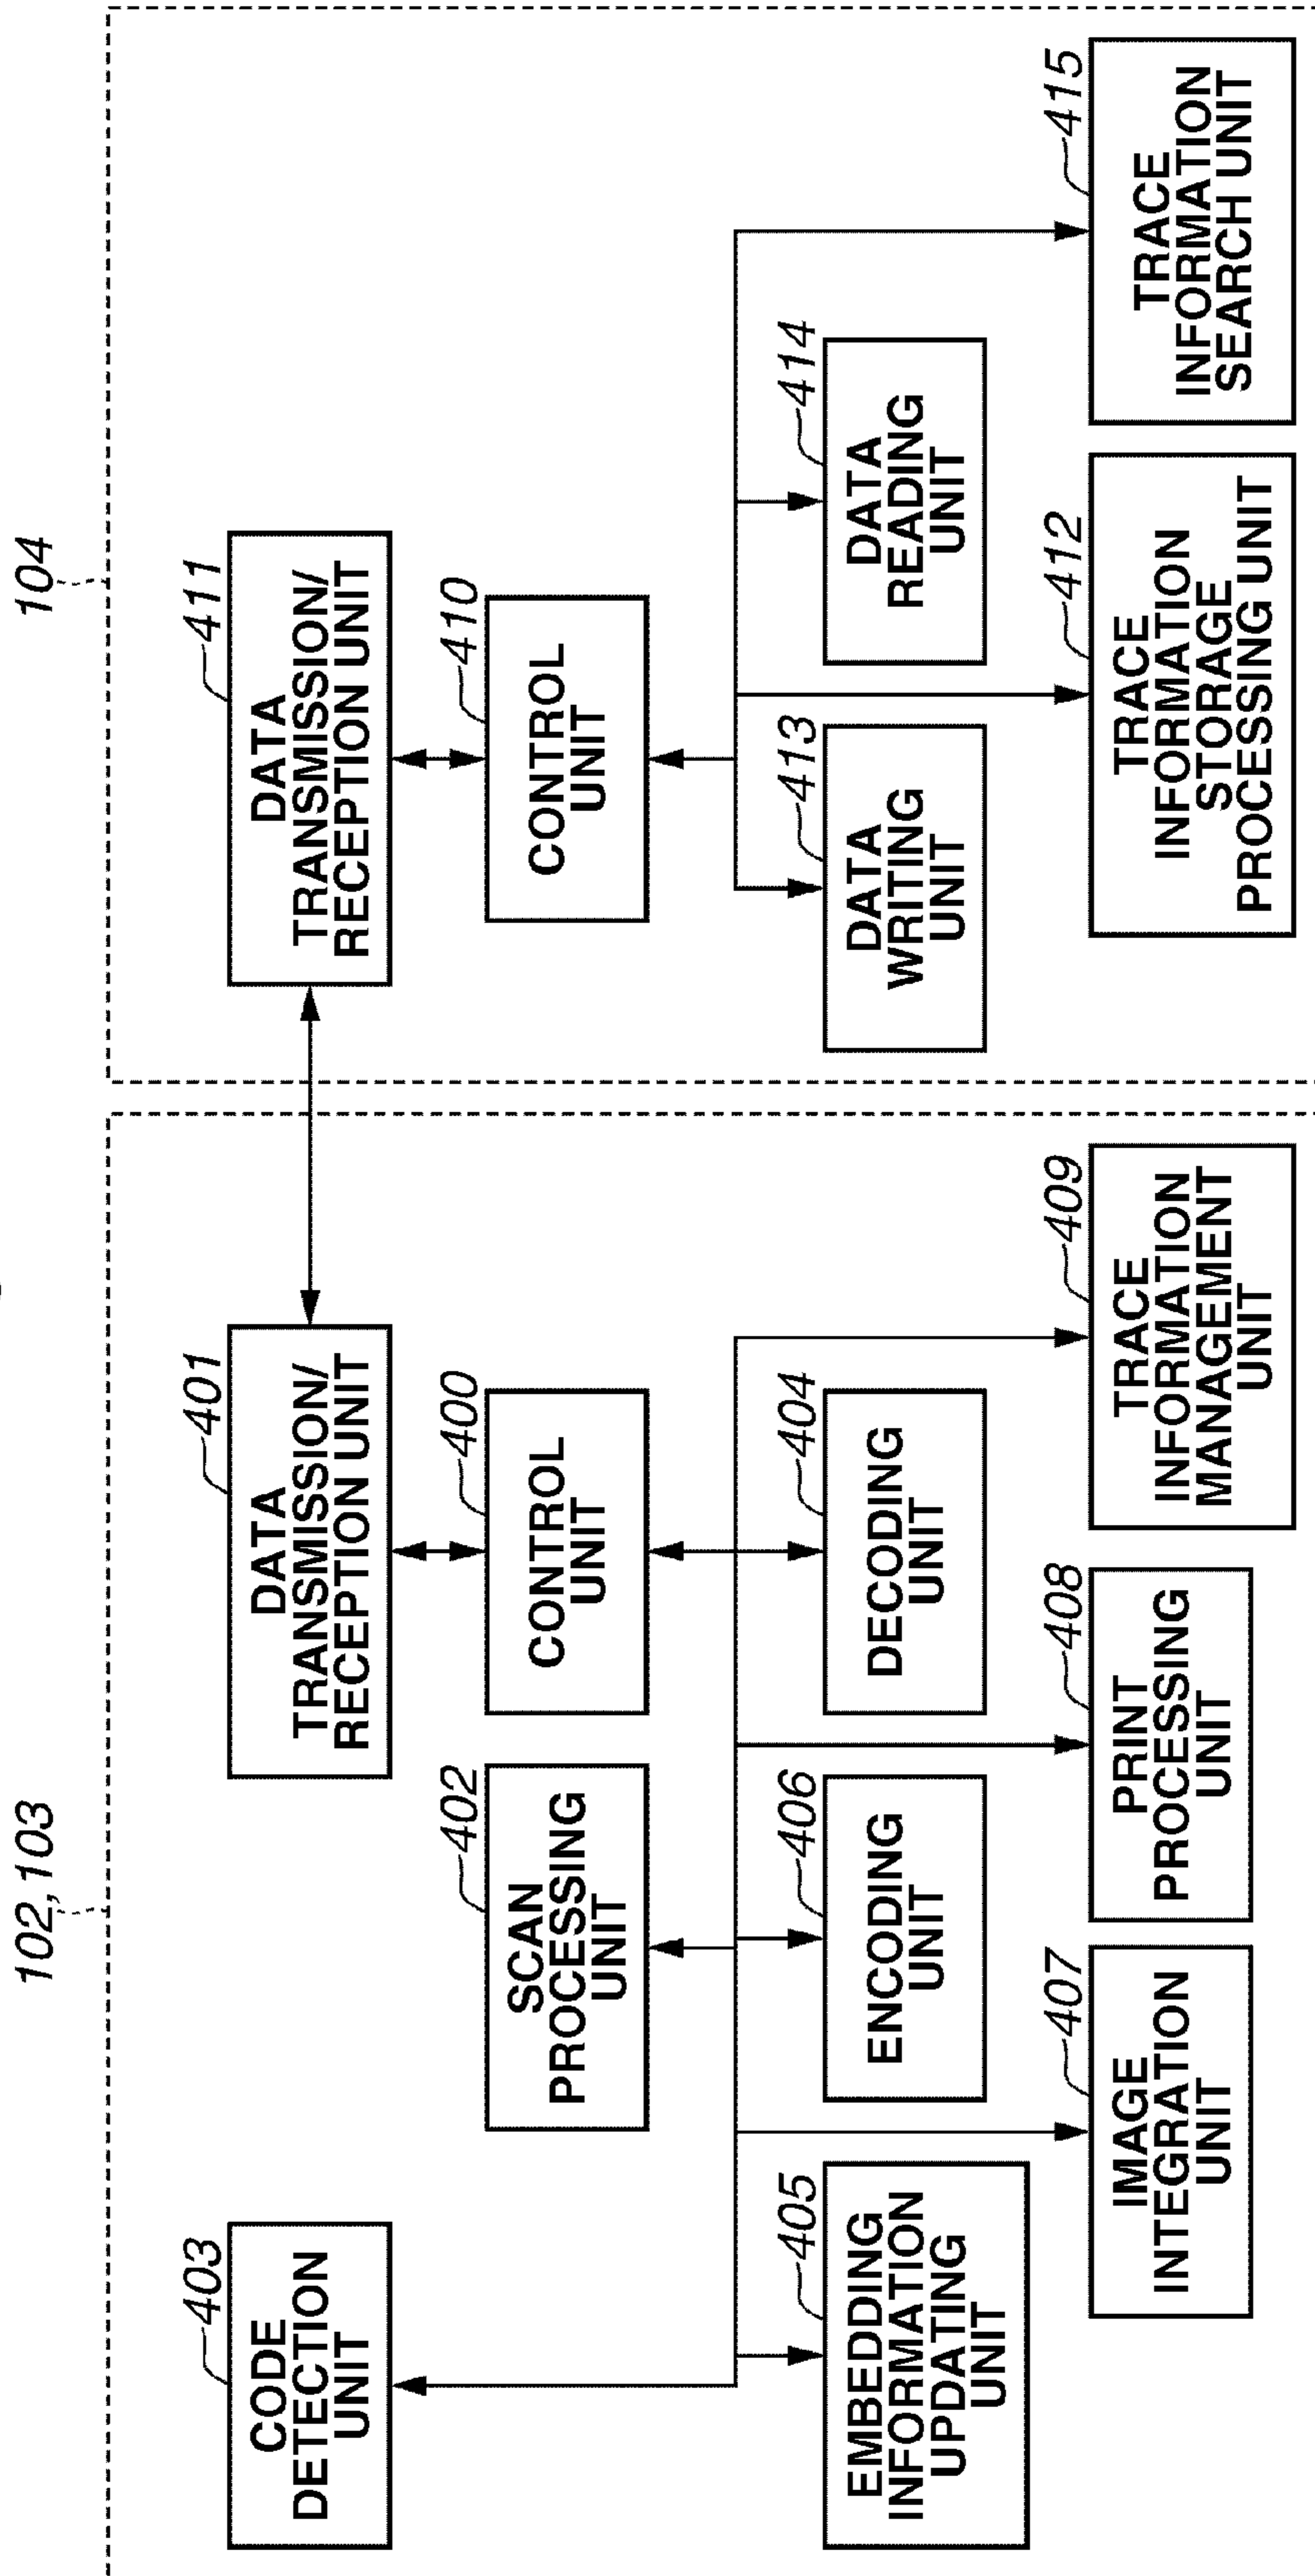 102,103
104
403
CODE
DETECTION
UNIT
401
DATA
TRANSMISSION/
RECEPTION UNIT
411
DATA
TRANSMISSION/
RECEPTION UNIT
402
SCAN
PROCESSING
UNIT
400
CONTROL
UNIT
410
CONTROL
UNIT
405
EMBEDDING
INFORMATION
UPDATING
UNIT
406
ENCODING
UNIT
404
DECODING
UNIT
413
DATA
WRITING
UNIT
414
DATA
READING
UNIT
407
IMAGE
INTEGRATION
UNIT
408
PRINT
PROCESSING
UNIT
409
TRACE
INFORMATION
MANAGEMENT
UNIT
412
TRACE
INFORMATION
STORAGE
PROCESSING UNIT
415
TRACE
INFORMATION
SEARCH UNIT